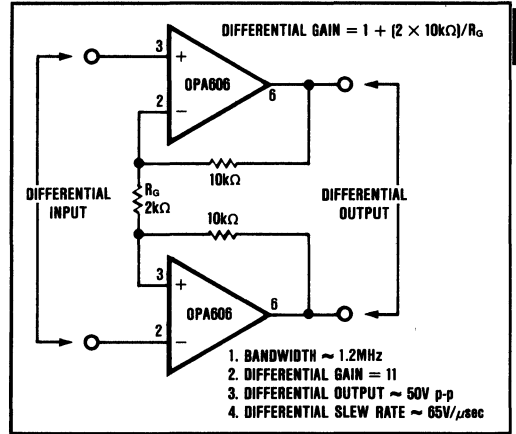 DIFFERENTIAL GAIN = 1 + (2 × 10kΩ)/RG
3
+
OPA606
6
2
−
10kΩ
DIFFERENTIAL
INPUT
RG
2kΩ
DIFFERENTIAL
OUTPUT
10kΩ
3
+
OPA606
6
2
−
1. BANDWIDTH ~ 1.2MHz
2. DIFFERENTIAL GAIN = 11
3. DIFFERENTIAL OUTPUT ~ 50V p-p
4. DIFFERENTIAL SLEW RATE ~ 65V/μsec